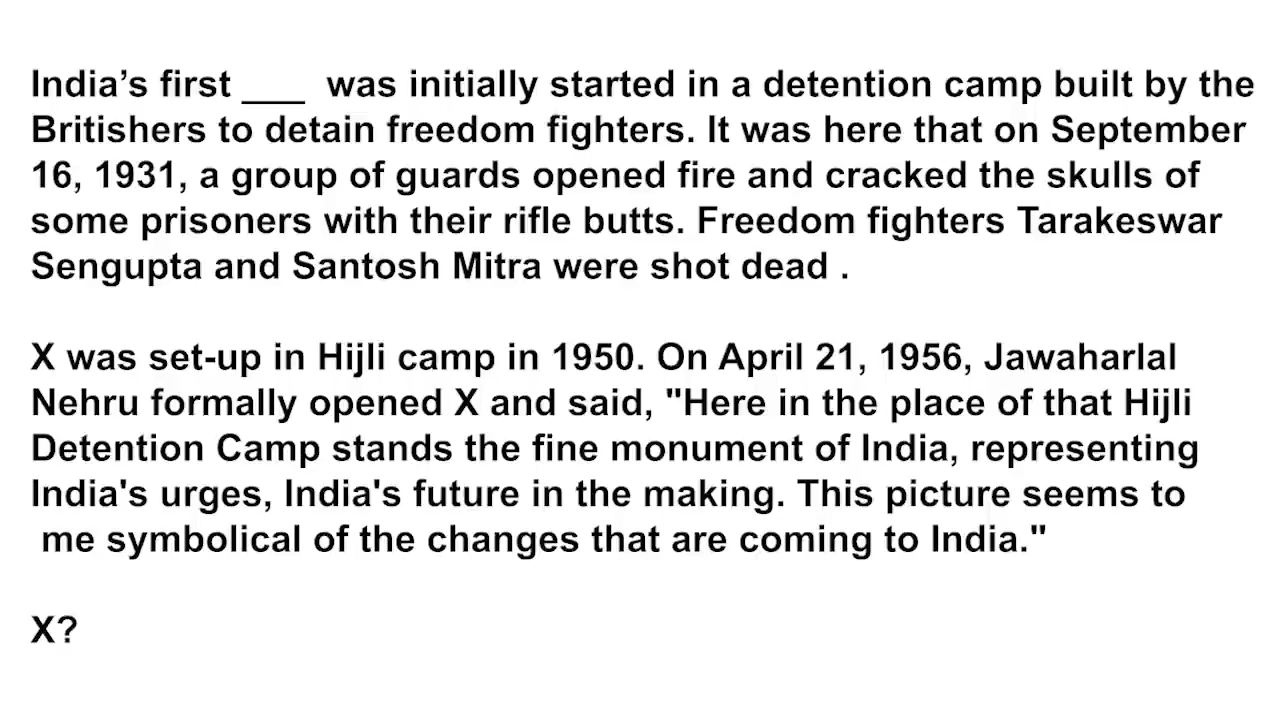 India’s first ___ was initially started in a detention camp built by the
Britishers to detain freedom fighters. It was here that on September
16, 1931, a group of guards opened fire and cracked the skulls of
some prisoners with their rifle butts. Freedom fighters Tarakeswar
Sengupta and Santosh Mitra were shot dead .
X was set-up in Hijli camp in 1950. On April 21, 1956, Jawaharlal
Nehru formally opened X and said, "Here in the place of that Hijli
Detention Camp stands the fine monument of India, representing
India's urges, India's future in the making. This picture seems to
me symbolical of the changes that are coming to India."
X?